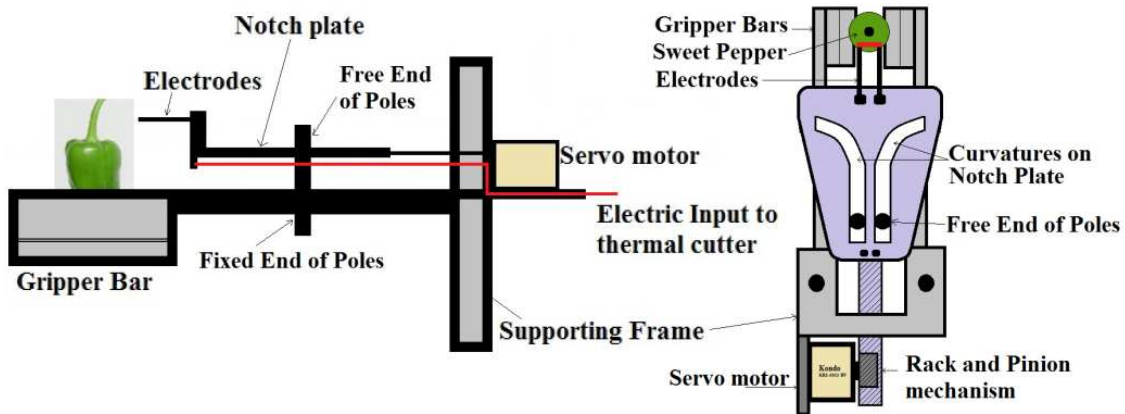 Notch plate
Electrodes
Free End
of Poles
Servo motor
Electric Input to
thermal cutter
Fixed End of Poles
Gripper Bar
Supporting Frame
Gripper Bars
Sweet Pepper
Electrodes
Curvatures on
Notch Plate
Free End of Poles
Rack and Pinion
mechanism
Servo motor
Kondo